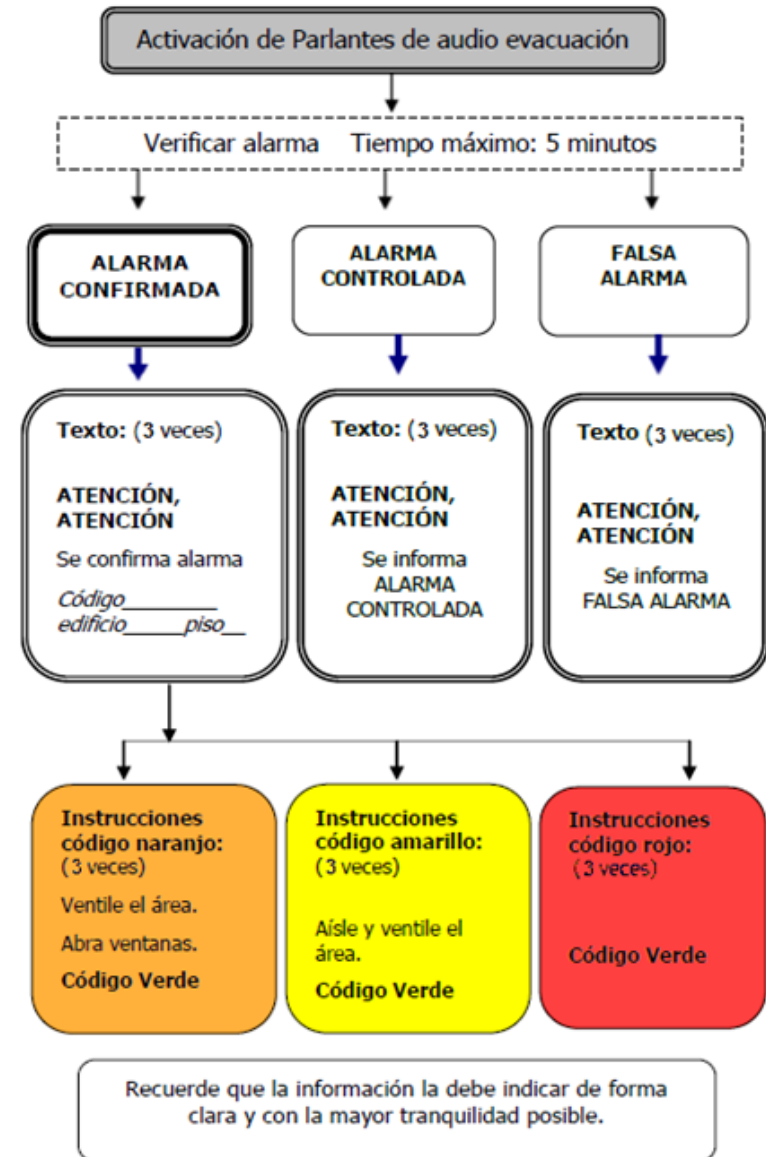 Activación de Parlantes de audio evacuación
Verificar alarma Tiempo máximo: 5 minutos
ALARMA
CONFIRMADA
ALARMA
CONTROLADA
FALSA
ALARMA
Texto: (3 veces)
ATENCIÓN,
ATENCIÓN
Se confirma alarma
Código________
edificio_____piso__
Texto: (3 veces)
ATENCIÓN,
ATENCIÓN
Se informa
ALARMA
CONTROLADA
Texto (3 veces)
ATENCIÓN,
ATENCIÓN
Se informa
FALSA ALARMA
Instrucciones
código naranjo:
(3 veces)
Ventile el área.
Abra ventanas.
Código Verde
Instrucciones
código amarillo:
(3 veces)
Aísle y ventile el
área.
Código Verde
Instrucciones
código rojo:
(3 veces)
Código Verde
Recuerde que la información la debe indicar de forma
clara y con la mayor tranquilidad posible.